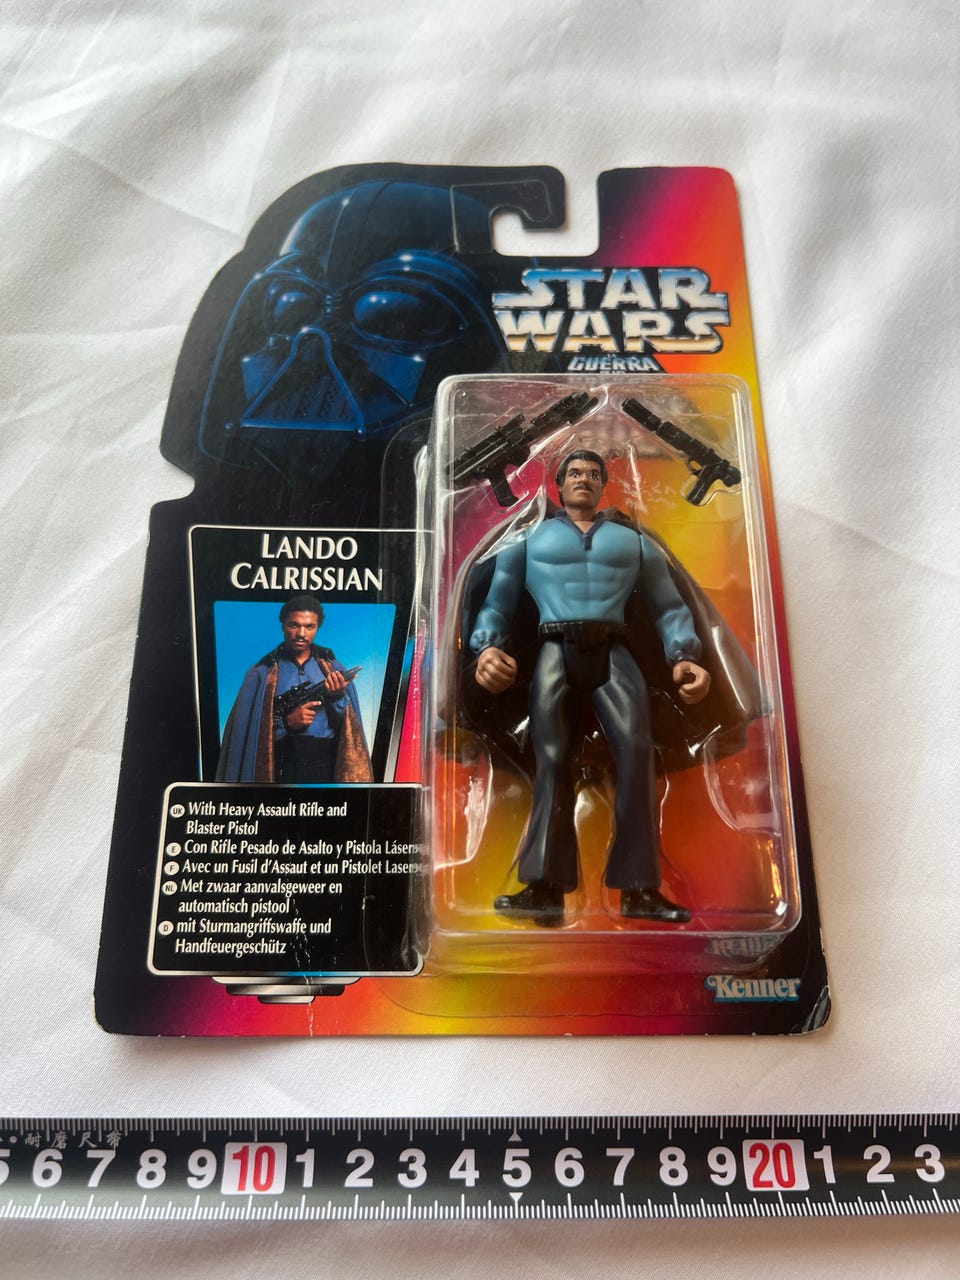 STAR
WARS
LA
GUERRA
DE LAS
LANDO
CALRISSIAN
UK With Heavy Assault Rifle and
Blaster Pistol
E Con Rifle Pesado de Asalto y Pistola Láser
F Avec un Fusil d'Assaut et un Pistolet Laser
NL Met zwaar aanvalsgeweer en
automatisch pistool
D mit Sturmangriffswaffe und
Handfeuergeschütz
Kenner
耐磨尺带
5 6 7 8 9 10 1 2 3 4 5 6 7 8 9 20 1 2 3